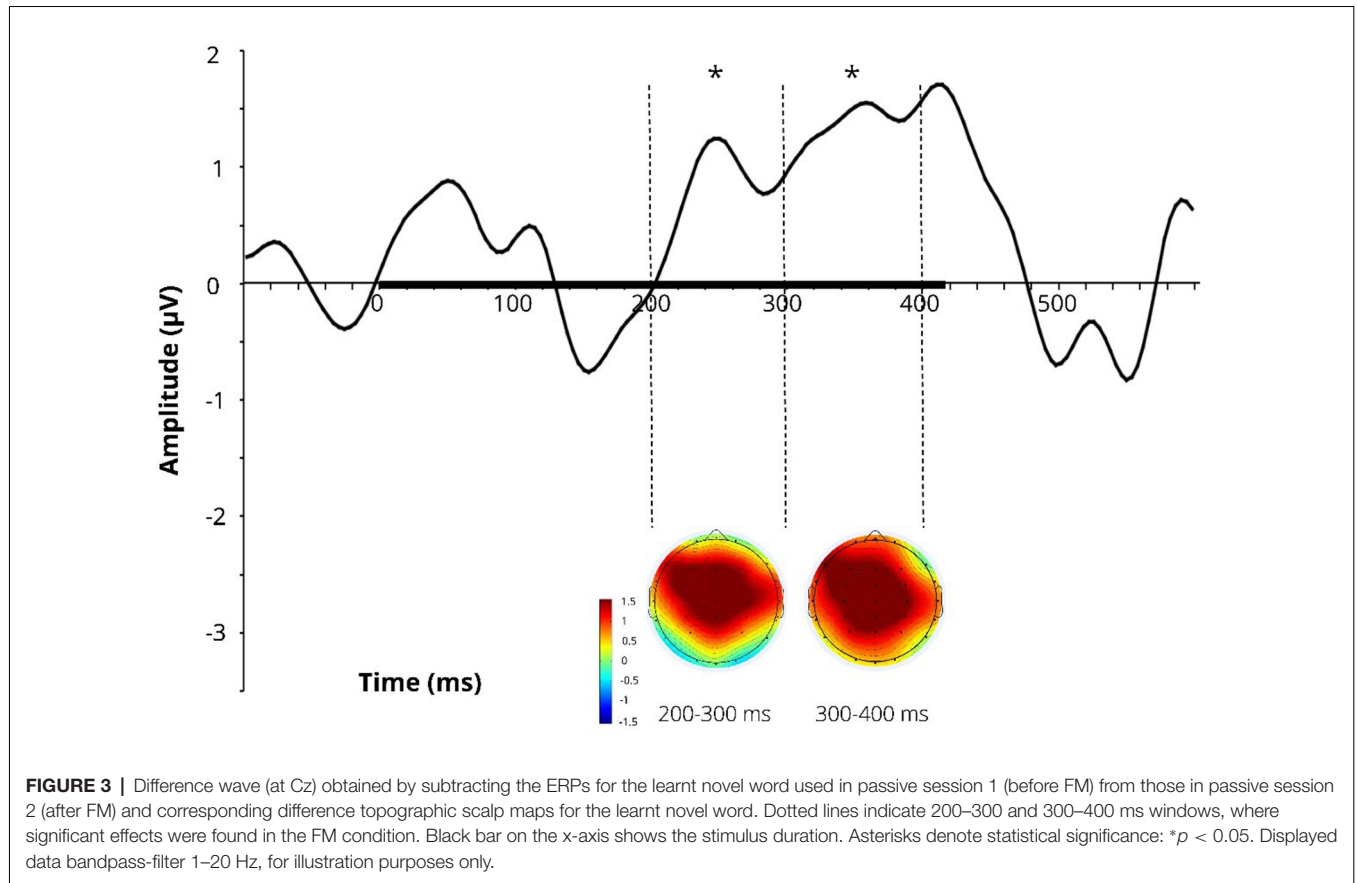 2
* *
1
0
0 100 200 300 400 500
-1
-2
-3
Amplitude (µV)
Time (ms)
1.5
1
0.5
0
-0.5
-1
-1.5
200-300 ms 300-400 ms
FIGURE 3 | Difference wave (at Cz) obtained by subtracting the ERPs for the learnt novel word used in passive session 1 (before FM) from those in passive session
2 (after FM) and corresponding difference topographic scalp maps for the learnt novel word. Dotted lines indicate 200–300 and 300–400 ms windows, where
significant effects were found in the FM condition. Black bar on the x-axis shows the stimulus duration. Asterisks denote statistical significance: *p < 0.05. Displayed
data bandpass-filter 1–20 Hz, for illustration purposes only.